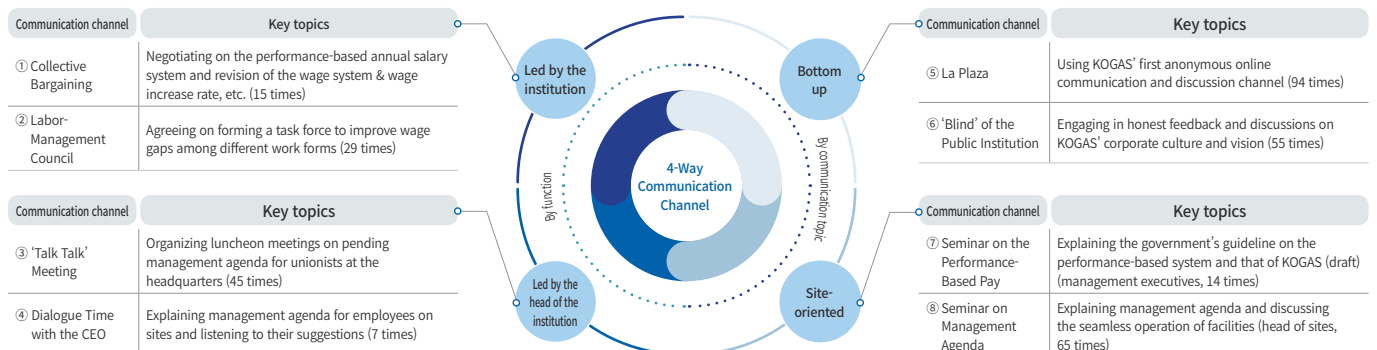 Communication channel
Key topics
① Collective
Bargaining
Negotiating on the performance-based annual salary
system and revision of the wage system & wage
increase rate, etc. (15 times)
② Labor-
Management
Council
Agreeing on forming a task force to improve wage
gaps among different work forms (29 times)
Communication channel
Key topics
③ ‘Talk Talk’
Meeting
Organizing luncheon meetings on pending
management agenda for unionists at the
headquarters (45 times)
④ Dialogue Time
with the CEO
Explaining management agenda for employees on
sites and listening to their suggestions (7 times)
Led by the
institution
Bottom
up
By function
4-Way
Communication
Channel
By communication topic
Led by the
head of the
institution
Site-
oriented
Communication channel
Key topics
⑤ La Plaza
Using KOGAS’ first anonymous online
communication and discussion channel (94 times)
⑥ ‘Blind’ of the
Public Institution
Engaging in honest feedback and discussions on
KOGAS’ corporate culture and vision (55 times)
Communication channel
Key topics
⑦ Seminar on the
Performance-
Based Pay
Explaining the government’s guideline on the
performance-based system and that of KOGAS (draft)
(management executives, 14 times)
⑧ Seminar on
Management
Agenda
Explaining management agenda and discussing
the seamless operation of facilities (head of sites,
65 times)